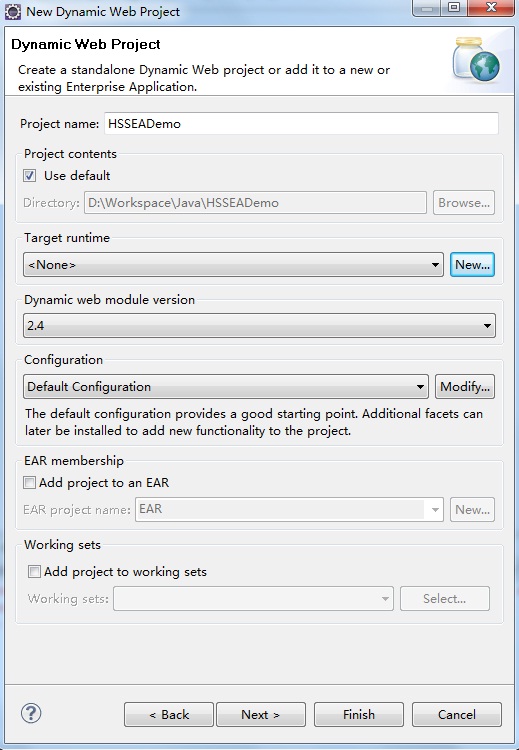 New Dynamic Web Project
Dynamic Web Project
Create a standalone Dynamic Web project or add it to a new or
existing Enterprise Application.
Project name: HSSEADemo
Project contents
Use default
Directory: D:\Workspace\Java\HSSEADemo Browse...
Target runtime
<None> New...
Dynamic web module version
2.4
Configuration
Default Configuration Modify...
The default configuration provides a good starting point. Additional facets can
later be installed to add new functionality to the project.
EAR membership
Add project to an EAR
EAR project name: EAR New...
Working sets
Add project to working sets
Working sets: Select...
? < Back Next > Finish Cancel